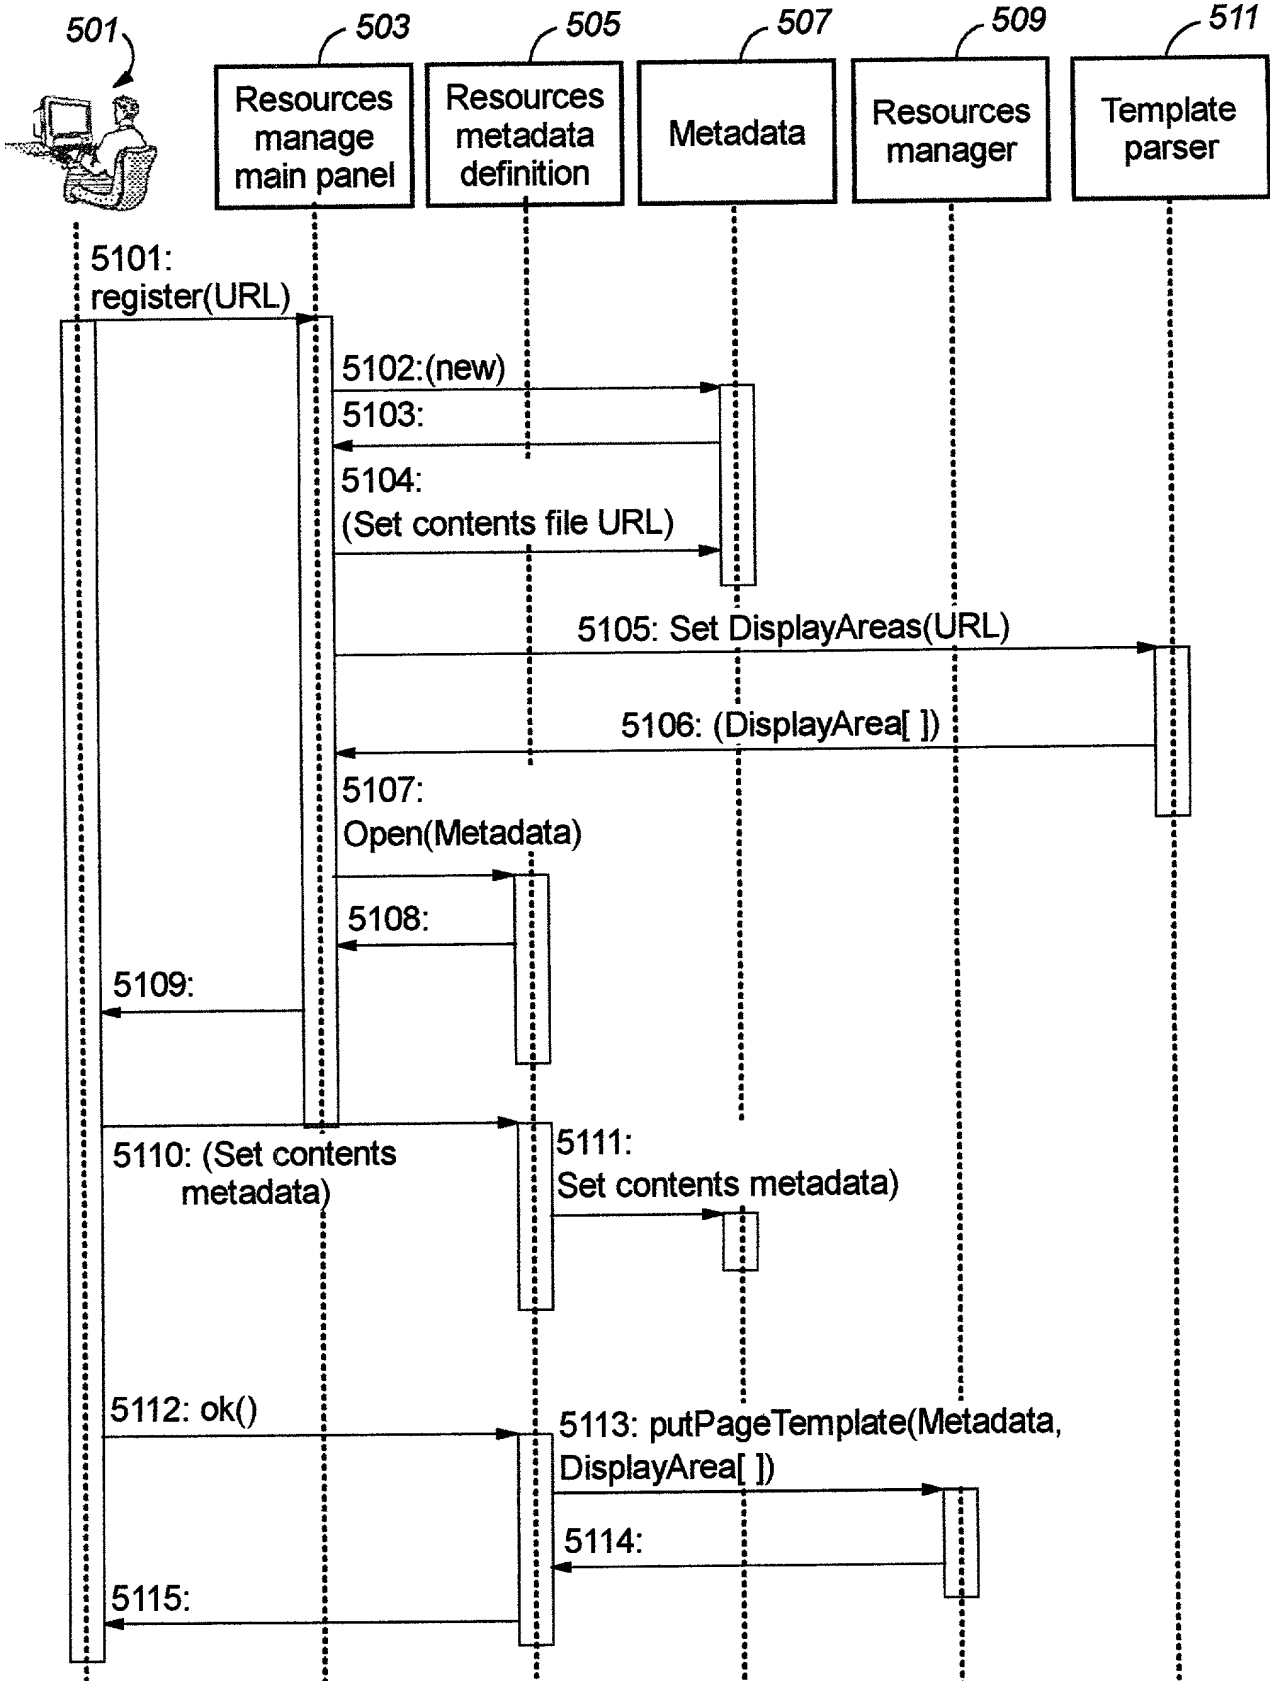 501
503
505
507
509
511
Resources
manage
main panel
Resources
metadata
definition
Metadata
Resources
manager
Template
parser
5101:
register(URL)
5102:(new)
5103:
5104:
(Set contents file URL)
5105: Set DisplayAreas(URL)
5106: (DisplayArea[ ])
5107:
Open(Metadata)
5108:
5109:
5110: (Set contents
metadata)
5111:
Set contents metadata)
5112: ok()
5113: putPageTemplate(Metadata,
DisplayArea[ ])
5114:
5115: